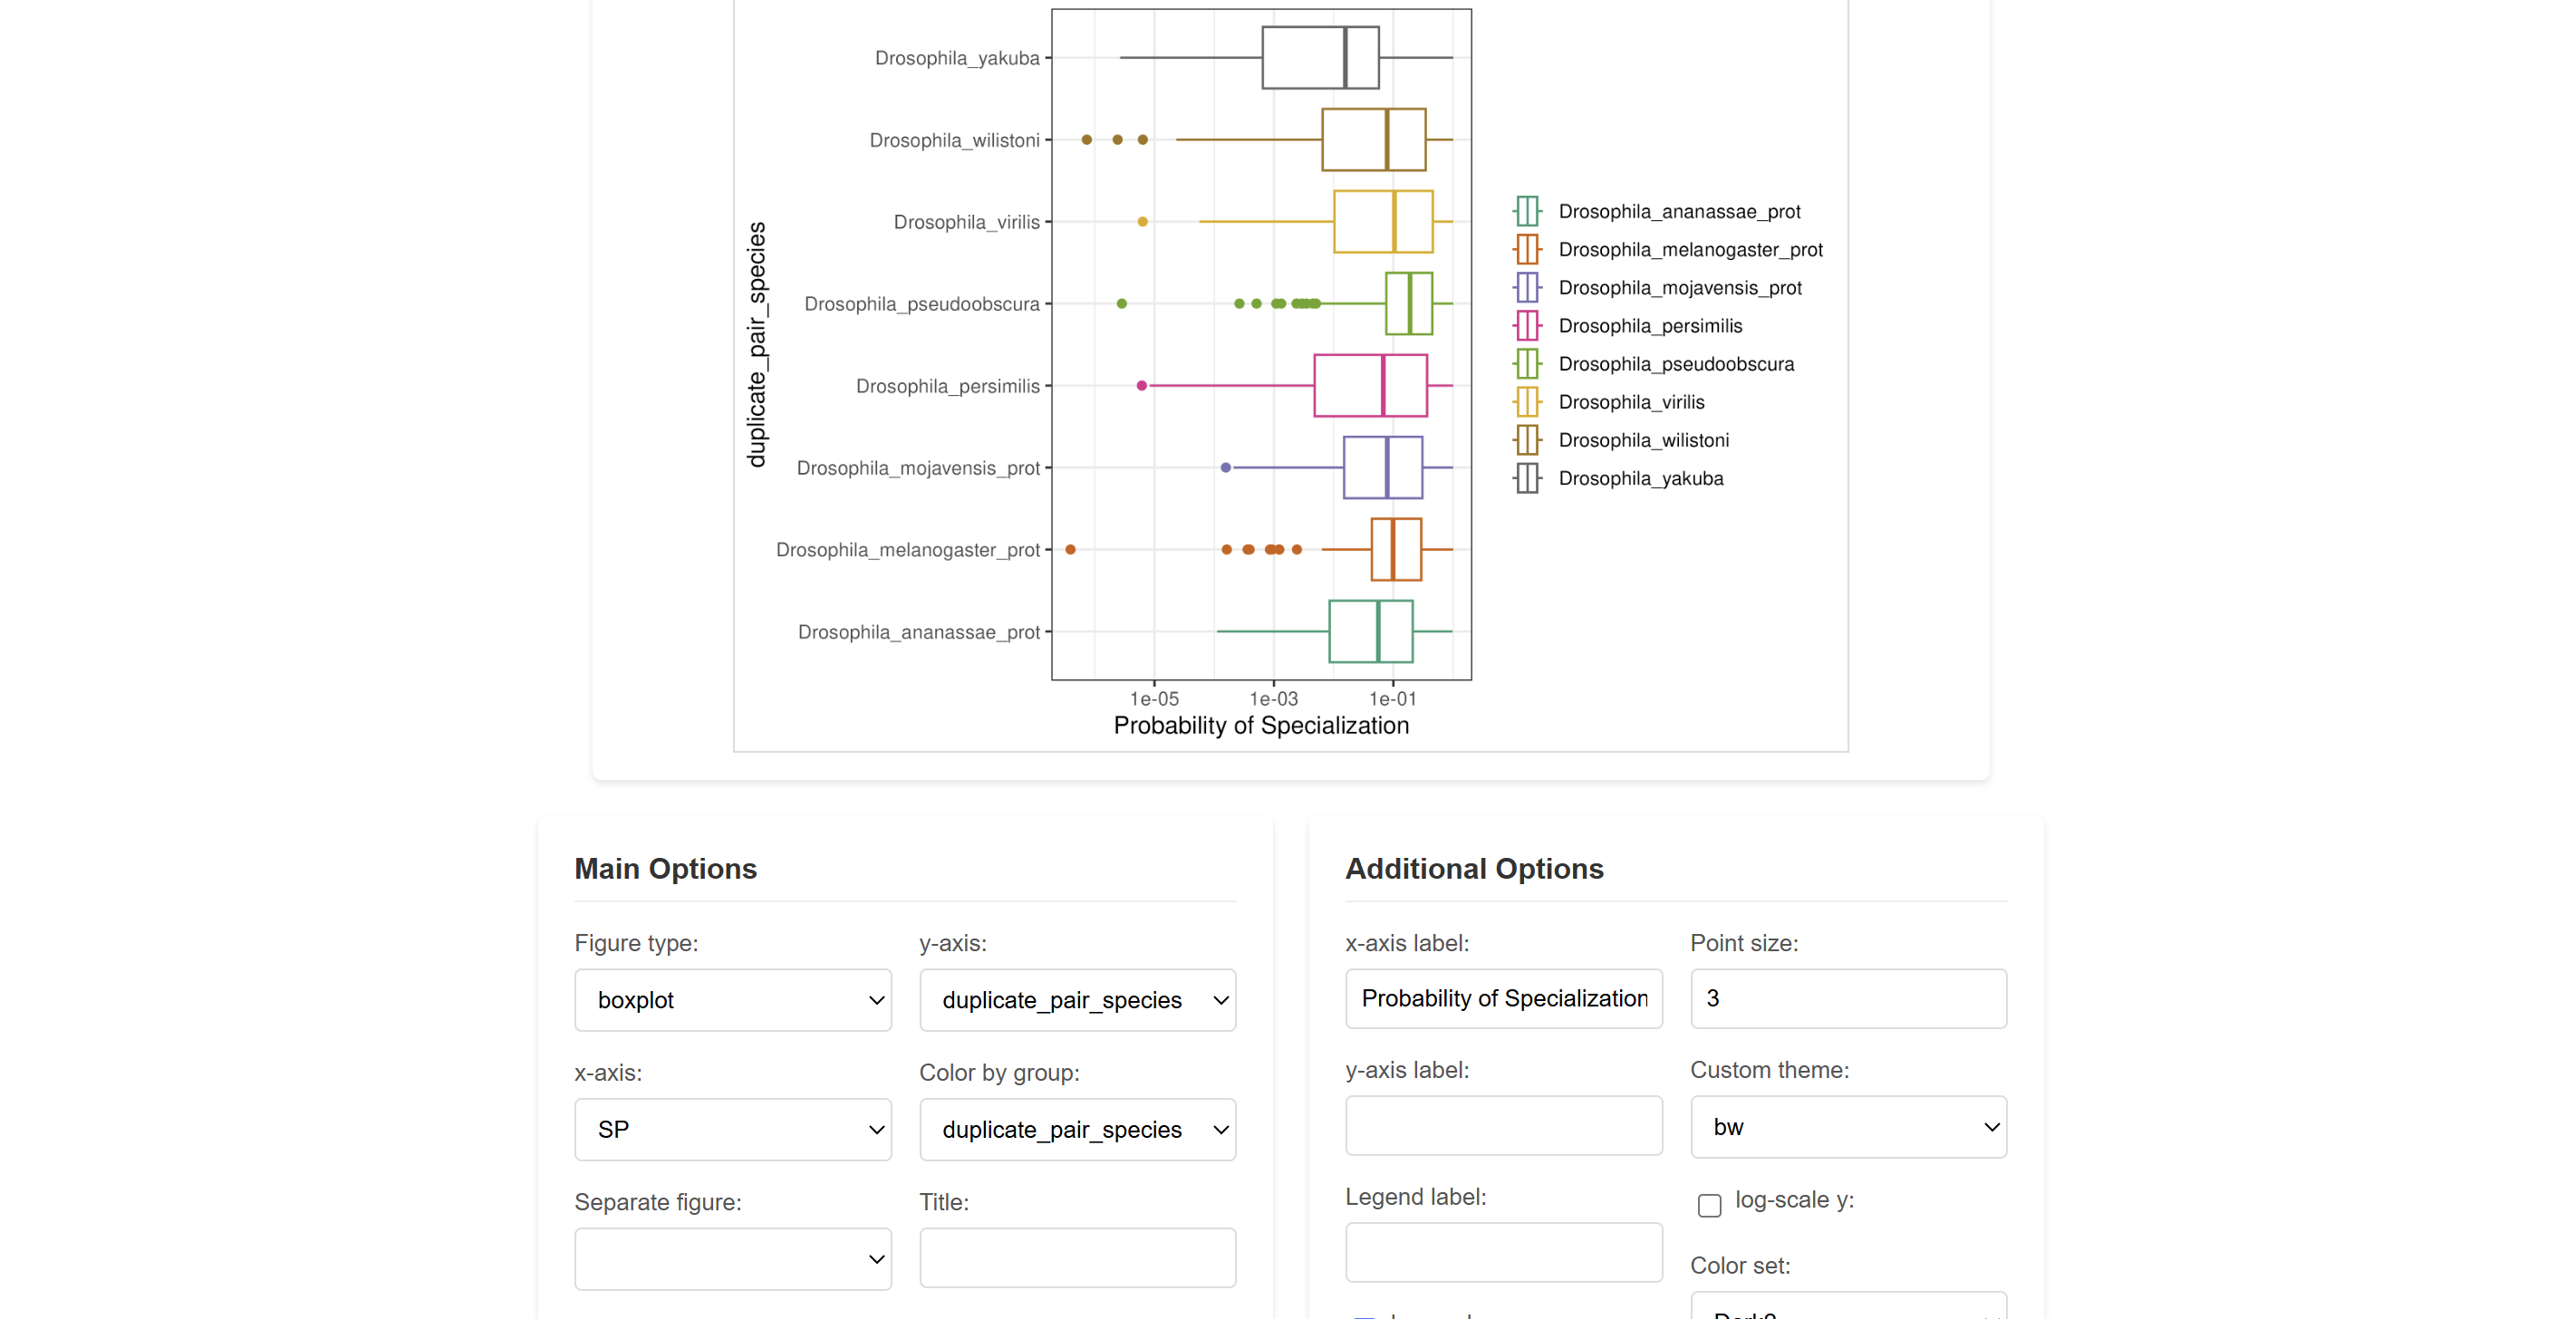 Drosophila_yakuba
Drosophila_wilistoni
Drosophila_virilis
Drosophila_pseudoobscura
Drosophila_persimilis
Drosophila_mojavensis_prot
Drosophila_melanogaster_prot
Drosophila_ananassae_prot
duplicate_pair_species
1e-05 1e-03 1e-01
Probability of Specialization
Drosophila_ananassae_prot
Drosophila_melanogaster_prot
Drosophila_mojavensis_prot
Drosophila_persimilis
Drosophila_pseudoobscura
Drosophila_virilis
Drosophila_wilistoni
Drosophila_yakuba
Main Options
Figure type: y-axis:
boxplot duplicate_pair_species
x-axis: Color by group:
SP duplicate_pair_species
Separate figure: Title:
Additional Options
x-axis label: Point size:
Probability of Specialization 3
y-axis label: Custom theme:
bw
Legend label: log-scale y:
Color set: